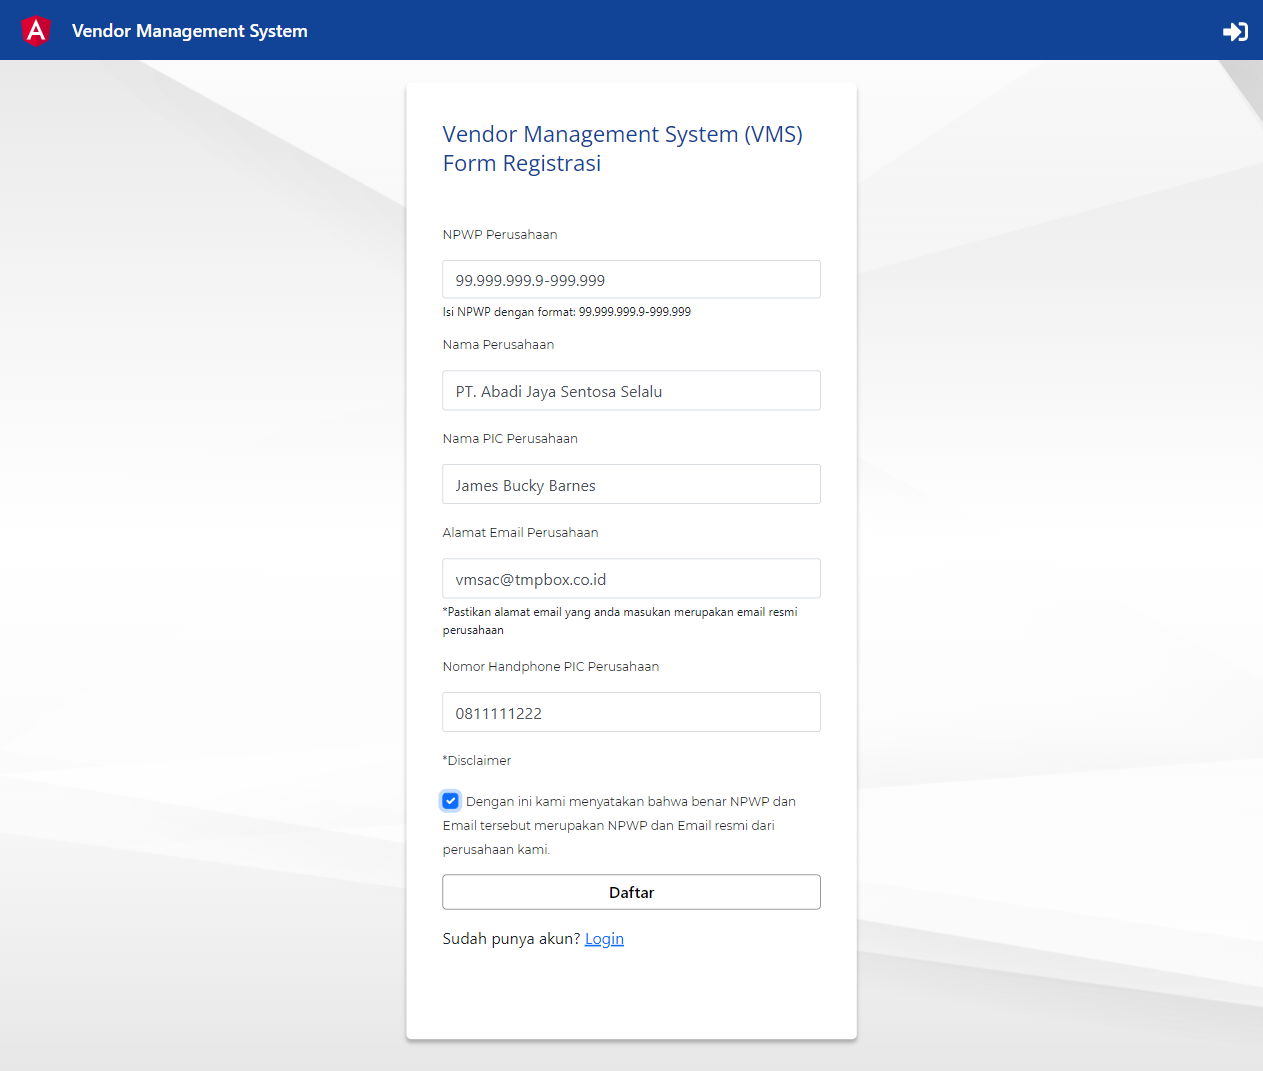 Vendor Management System
Vendor Management System (VMS)
Form Registrasi
NPWP Perusahaan
99.999.999.9-999.999
Isi NPWP dengan format: 99.999.999.9-999.999
Nama Perusahaan
PT. Abadi Jaya Sentosa Selalu
Nama PIC Perusahaan
James Bucky Barnes
Alamat Email Perusahaan
vmsac@tmpbox.co.id
*Pastikan alamat email yang anda masukan merupakan email resmi
perusahaan
Nomor Handphone PIC Perusahaan
0811111222
*Disclaimer
Dengan ini kami menyatakan bahwa benar NPWP dan
Email tersebut merupakan NPWP dan Email resmi dari
perusahaan kami.
Daftar
Sudah punya akun? Login